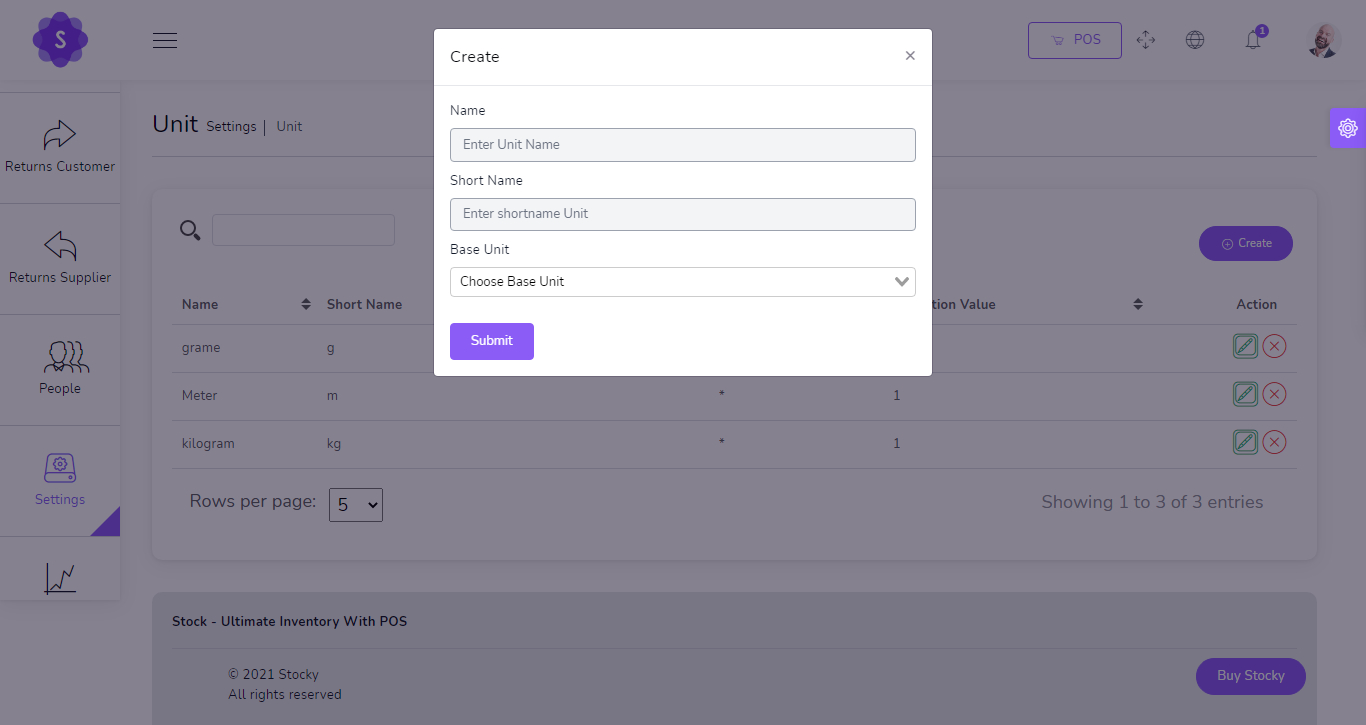 S
POS
1
Create
×
Returns Customer
Returns Supplier
People
Settings
Unit Settings | Unit
Name
Enter Unit Name
Short Name
Enter shortname Unit
Base Unit
Choose Base Unit
Submit
Create
Name Short Name tion Value Action
grame g
Meter m * 1
kilogram kg * 1
Rows per page: 5 Showing 1 to 3 of 3 entries
Stock - Ultimate Inventory With POS
© 2021 Stocky
All rights reserved
Buy Stocky